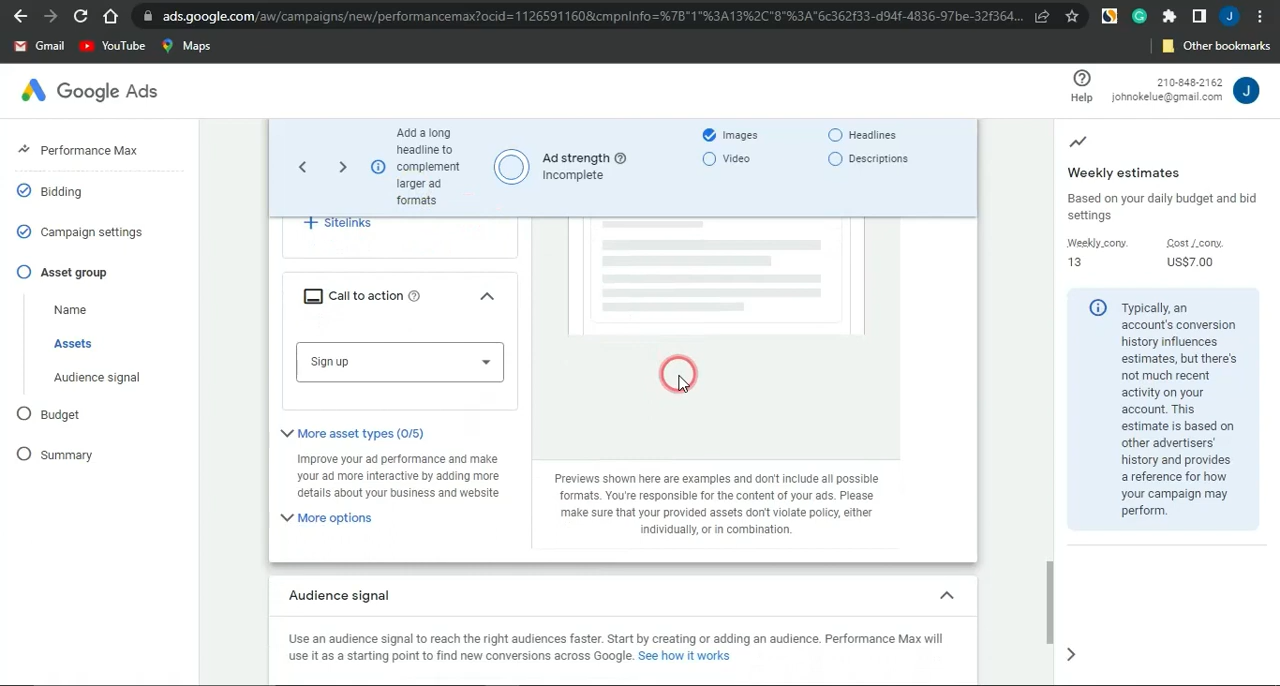 ads.google.com/aw/campaigns/new/performancemax?ocid=1126591160&cmpnInfo=%7B"1"%3A13%2C"8"%3A"6c362f33-d94f-4836-97be-32f364...
J
Gmail
YouTube
Maps
Other bookmarks
Google Ads
Help
210-848-2162
johnokelue@gmail.com
J
Performance Max
Bidding
Campaign settings
Asset group
Name
Assets
Audience signal
Budget
Summary
Add a long
headline to
complement
larger ad
formats
Ad strength
Incomplete
Images
Video
Headlines
Descriptions
+ Sitelinks
Call to action
Sign up
More asset types (0/5)
Improve your ad performance and make
your ad more interactive by adding more
details about your business and website
More options
Previews shown here are examples and don't include all possible
formats. You're responsible for the content of your ads. Please
make sure that your provided assets don't violate policy, either
individually, or in combination.
Audience signal
Use an audience signal to reach the right audiences faster. Start by creating or adding an audience. Performance Max will
use it as a starting point to find new conversions across Google. See how it works
Weekly estimates
Based on your daily budget and bid
settings
Weekly conv.
Cost / conv.
13
US$7.00
Typically, an
account's conversion
history influences
estimates, but there's
not much recent
activity on your
account. This
estimate is based on
other advertisers'
history and provides
a reference for how
your campaign may
perform.